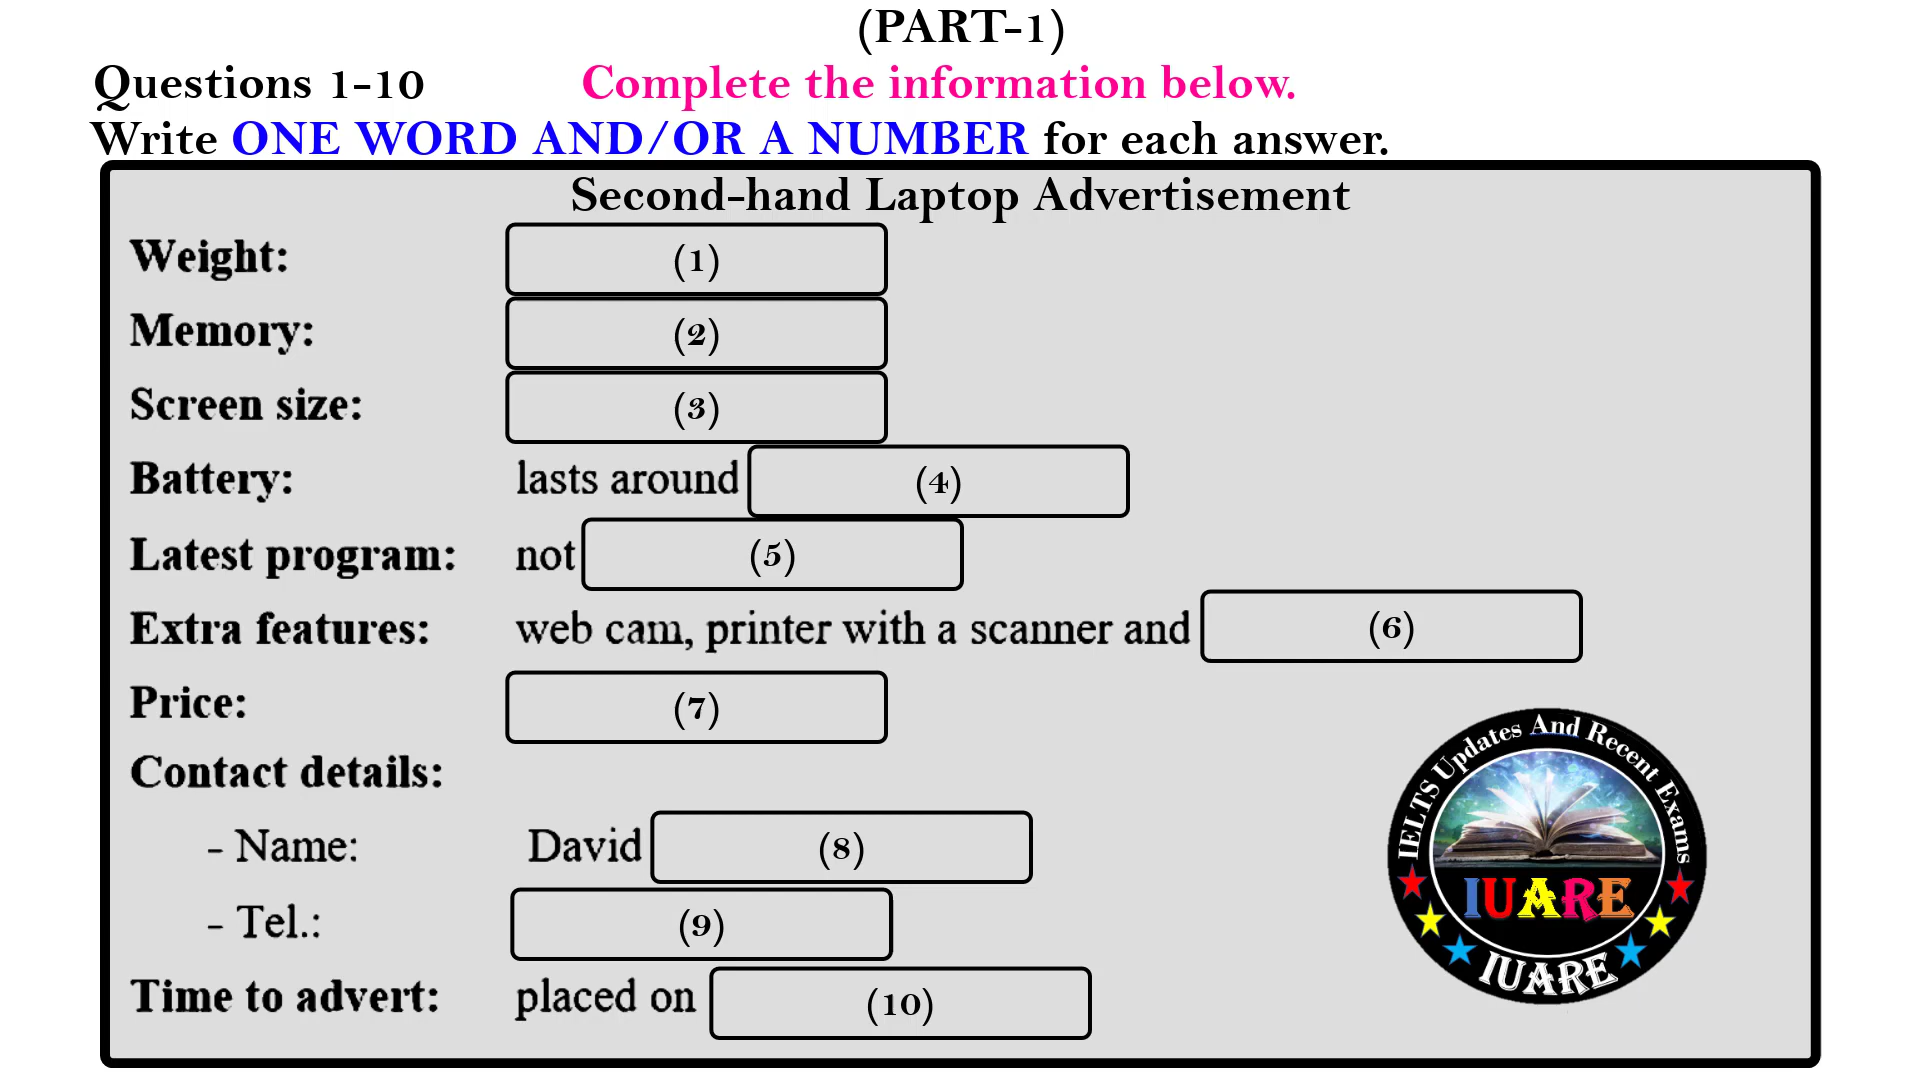 (PART-1)
Questions 1-10 Complete the information below.
Write ONE WORD AND/OR A NUMBER for each answer.
Second-hand Laptop Advertisement
Weight: (1)
Memory: (2)
Screen size: (3)
Battery: lasts around (4)
Latest program: not (5)
Extra features: web cam, printer with a scanner and (6)
Price: (7)
Contact details:
- Name: David (8)
- Tel.: (9)
Time to advert: placed on (10)
IELTS Updates And Recent Exams
IUARE
IUARE